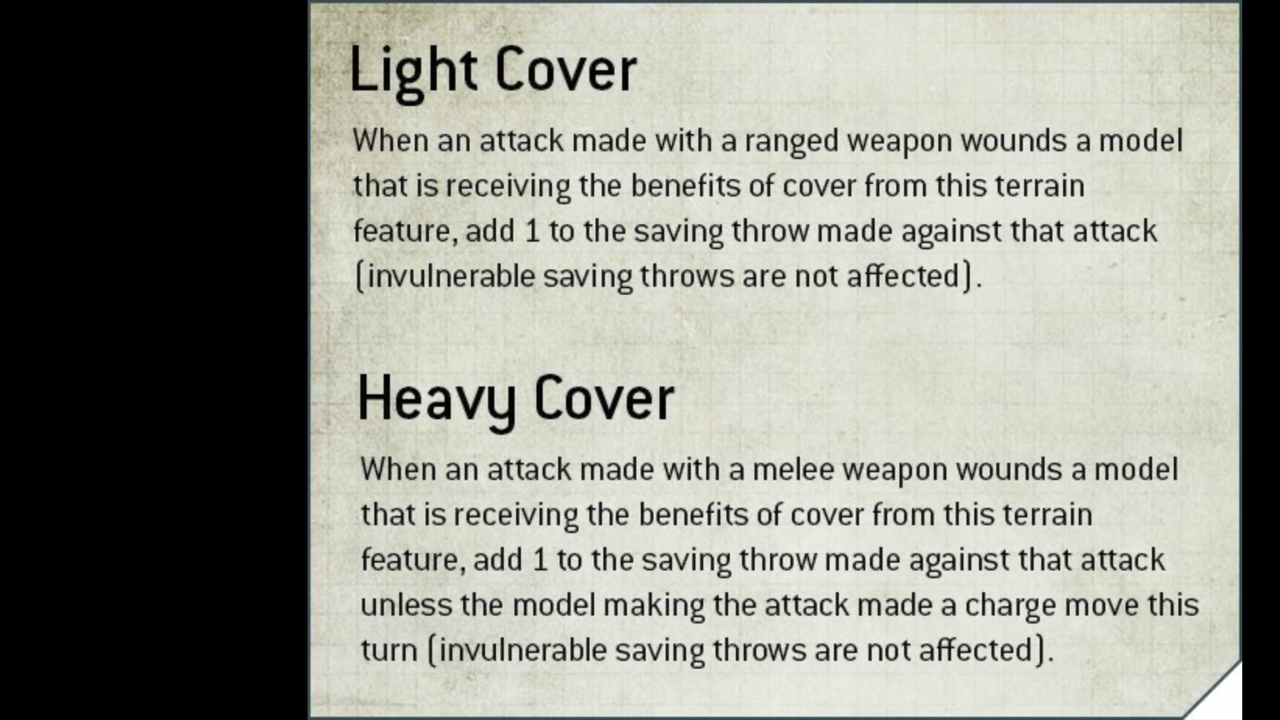 Light Cover
When an attack made with a ranged weapon wounds a model
that is receiving the benefits of cover from this terrain
feature, add 1 to the saving throw made against that attack
(invulnerable saving throws are not affected).
Heavy Cover
When an attack made with a melee weapon wounds a model
that is receiving the benefits of cover from this terrain
feature, add 1 to the saving throw made against that attack
unless the model making the attack made a charge move this
turn (invulnerable saving throws are not affected).